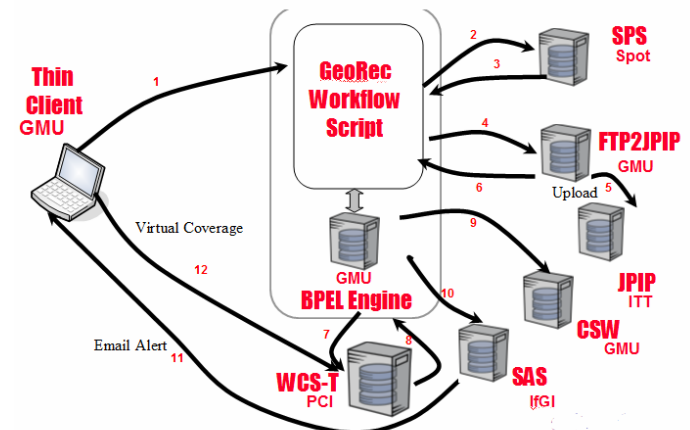 2
SPS
Spot
3
GeoRec
Workflow
Script
Thin
Client
GMU
1
4
FTP2JPIP
GMU
6
Upload
5
JPIP
ITT
Virtual Coverage
9
GMU
BPEL Engine
12
10
CSW
GMU
7
8
Email Alert
11
WCS-T
PCI
SAS
IfGI